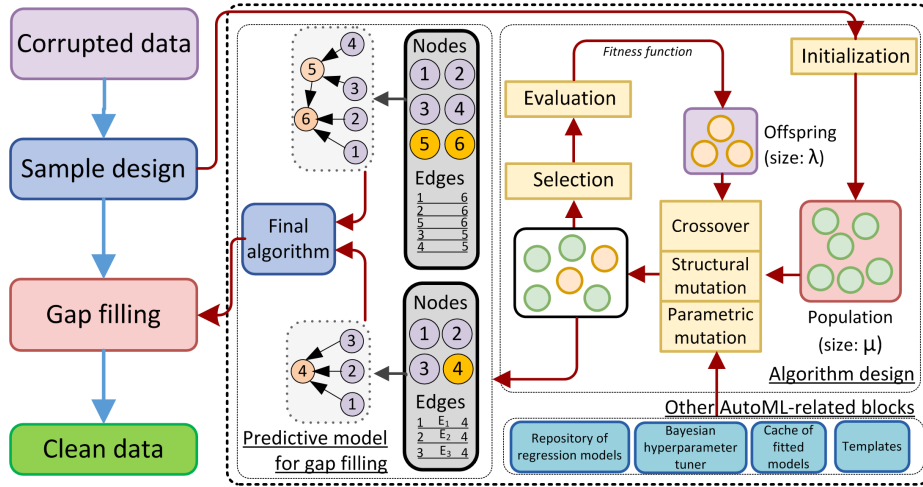 Corrupted data
Sample design
Gap filling
Clean data
4
5
3
6
2
1
Nodes
1 2
3 4
5 6
Edges
1 6
2 6
5 6
3 5
4 5
Final
algorithm
3
4
2
1
Nodes
1 2
3 4
Edges
1 E₁ 4
2 E₂ 4
3 E₃ 4
Predictive model
for gap filling
Fitness function
Initialization
Evaluation
Selection
Offspring
(size: λ)
Crossover
Structural
mutation
Parametric
mutation
Population
(size: μ)
Algorithm design
Other AutoML-related blocks
Repository of
regression models
Bayesian
hyperparameter
tuner
Cache of
fitted
models
Templates